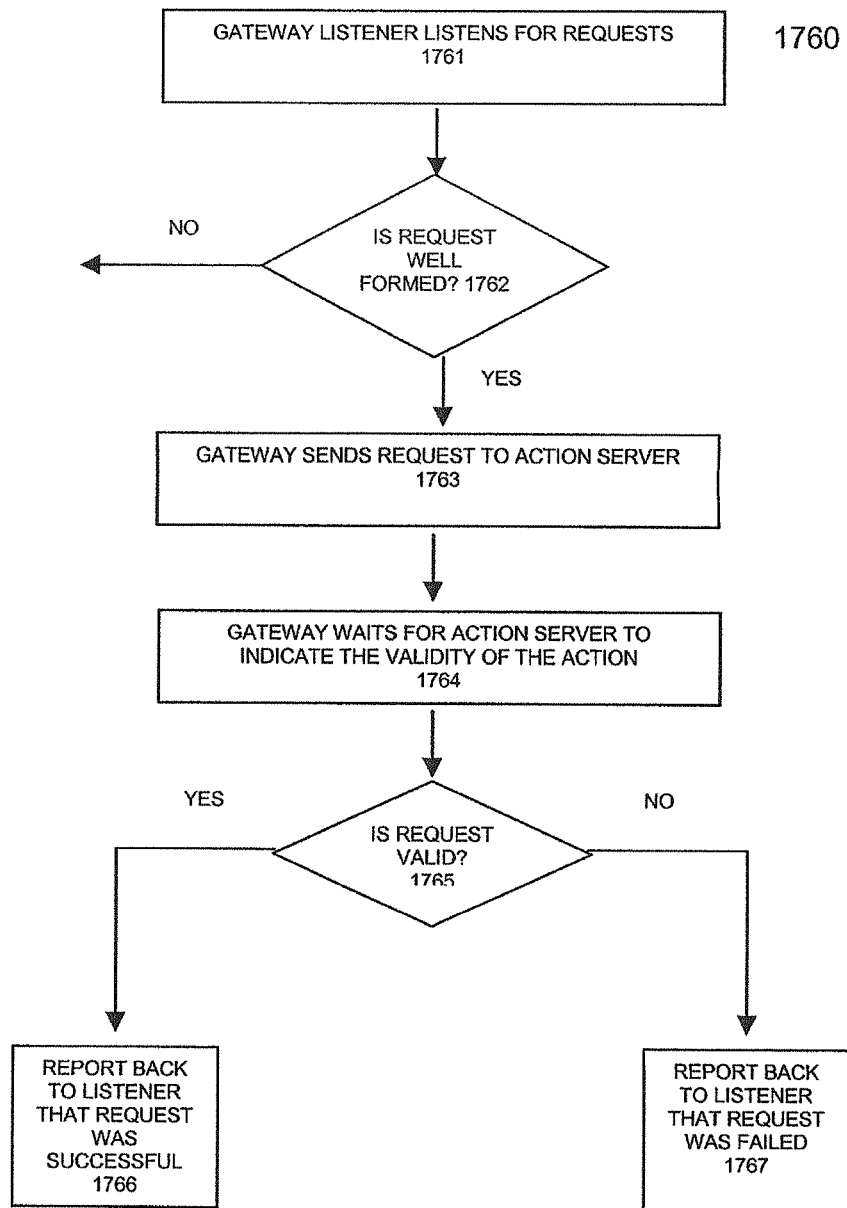 GATEWAY LISTENER LISTENS FOR REQUESTS
1761
1760
NO
IS REQUEST
WELL
FORMED? 1762
YES
GATEWAY SENDS REQUEST TO ACTION SERVER
1763
GATEWAY WAITS FOR ACTION SERVER TO
INDICATE THE VALIDITY OF THE ACTION
1764
YES
NO
IS REQUEST
VALID?
1765
REPORT BACK
TO LISTENER
THAT REQUEST
WAS
SUCCESSFUL
1766
REPORT BACK
TO LISTENER
THAT REQUEST
WAS FAILED
1767